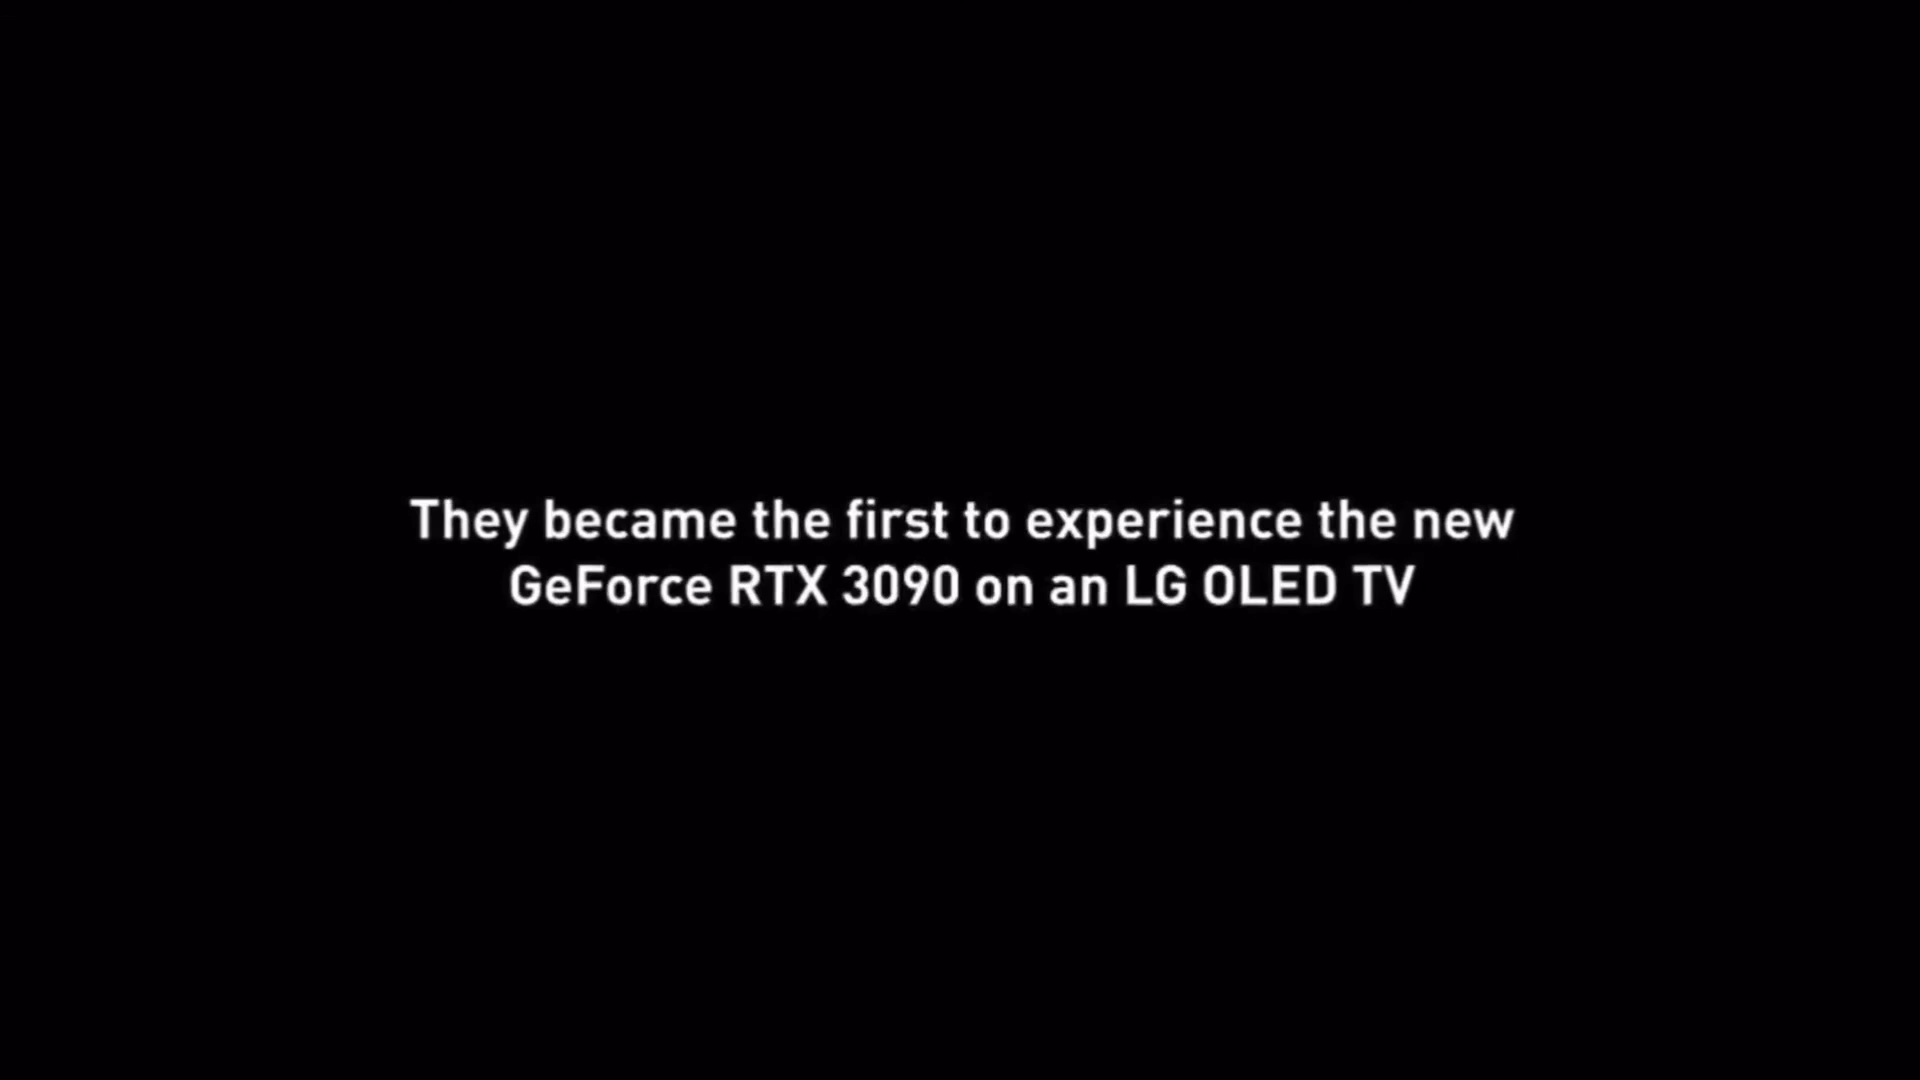 They became the first to experience the new
GeForce RTX 3090 on an LG OLED TV